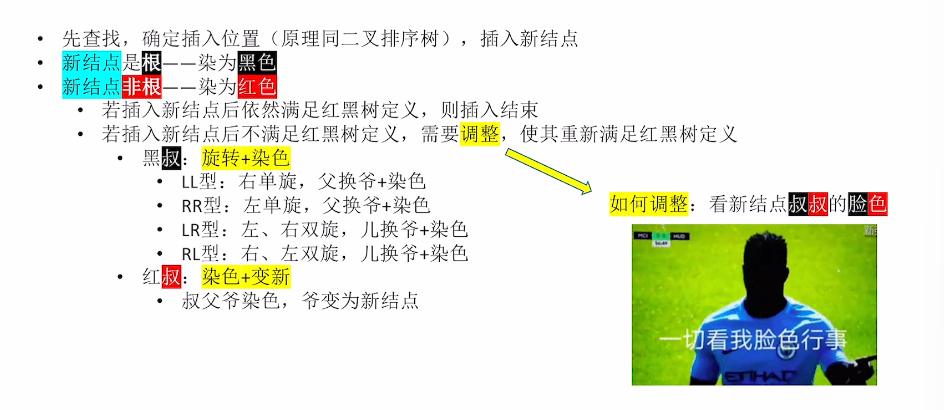 • 先查找，确定插入位置（原理同二叉排序树），插入新结点
• 新结点是根——染为黑色
• 新结点非根——染为红色
• 若插入新结点后依然满足红黑树定义，则插入结束
• 若插入新结点后不满足红黑树定义，需要调整，使其重新满足红黑树定义
• 黑叔：旋转+染色
• LL型：右单旋，父换爷+染色
• RR型：左单旋，父换爷+染色
• LR型：左、右双旋，儿换爷+染色
• RL型：右、左双旋，儿换爷+染色
• 红叔：染色+变新
• 叔父爷染色，爷变为新结点
如何调整：看新结点叔叔的脸色
MCI
HUD
一切看我脸色行事
ETIHAD